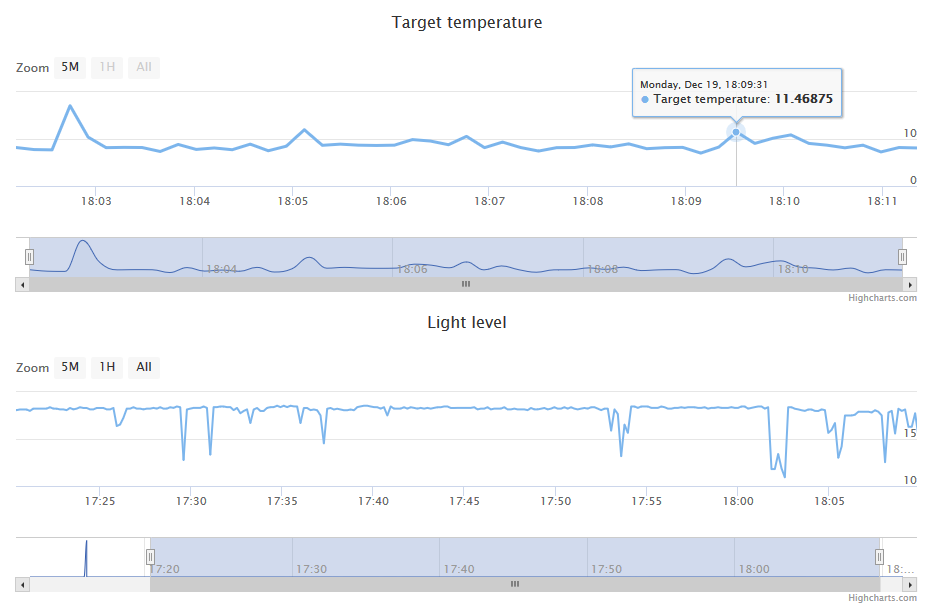 Target temperature
Zoom 5M 1H All
Monday, Dec 19, 18:09:31
Target temperature: 11.46875
10
0
18:03 18:04 18:05 18:06 18:07 18:08 18:09 18:10 18:11
18:04 18:06 18:08 18:10
Highcharts.com
Light level
Zoom 5M 1H All
15
10
17:25 17:30 17:35 17:40 17:45 17:50 17:55 18:00 18:05
17:20 17:30 17:40 17:50 18:00 18:...
Highcharts.com